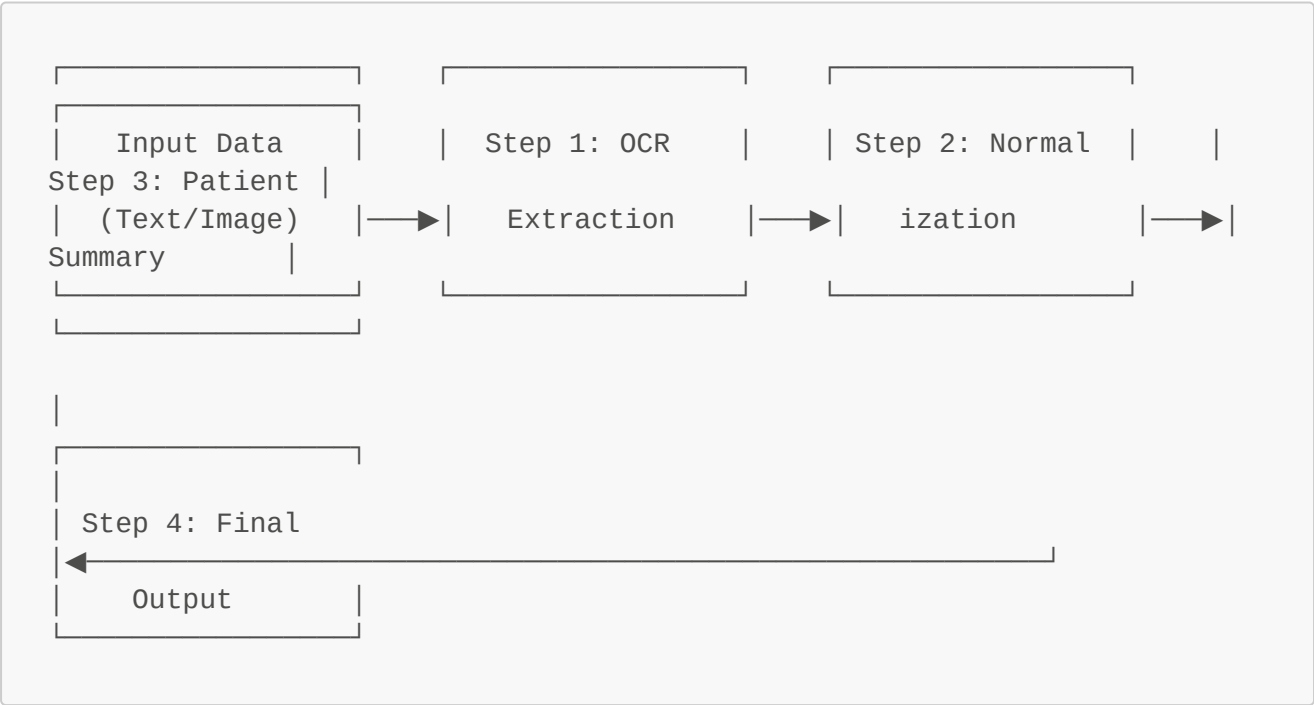 Input Data Step 1: OCR Step 2: Normal
Step 3: Patient
(Text/Image) Extraction ization
Summary
Step 4: Final
Output